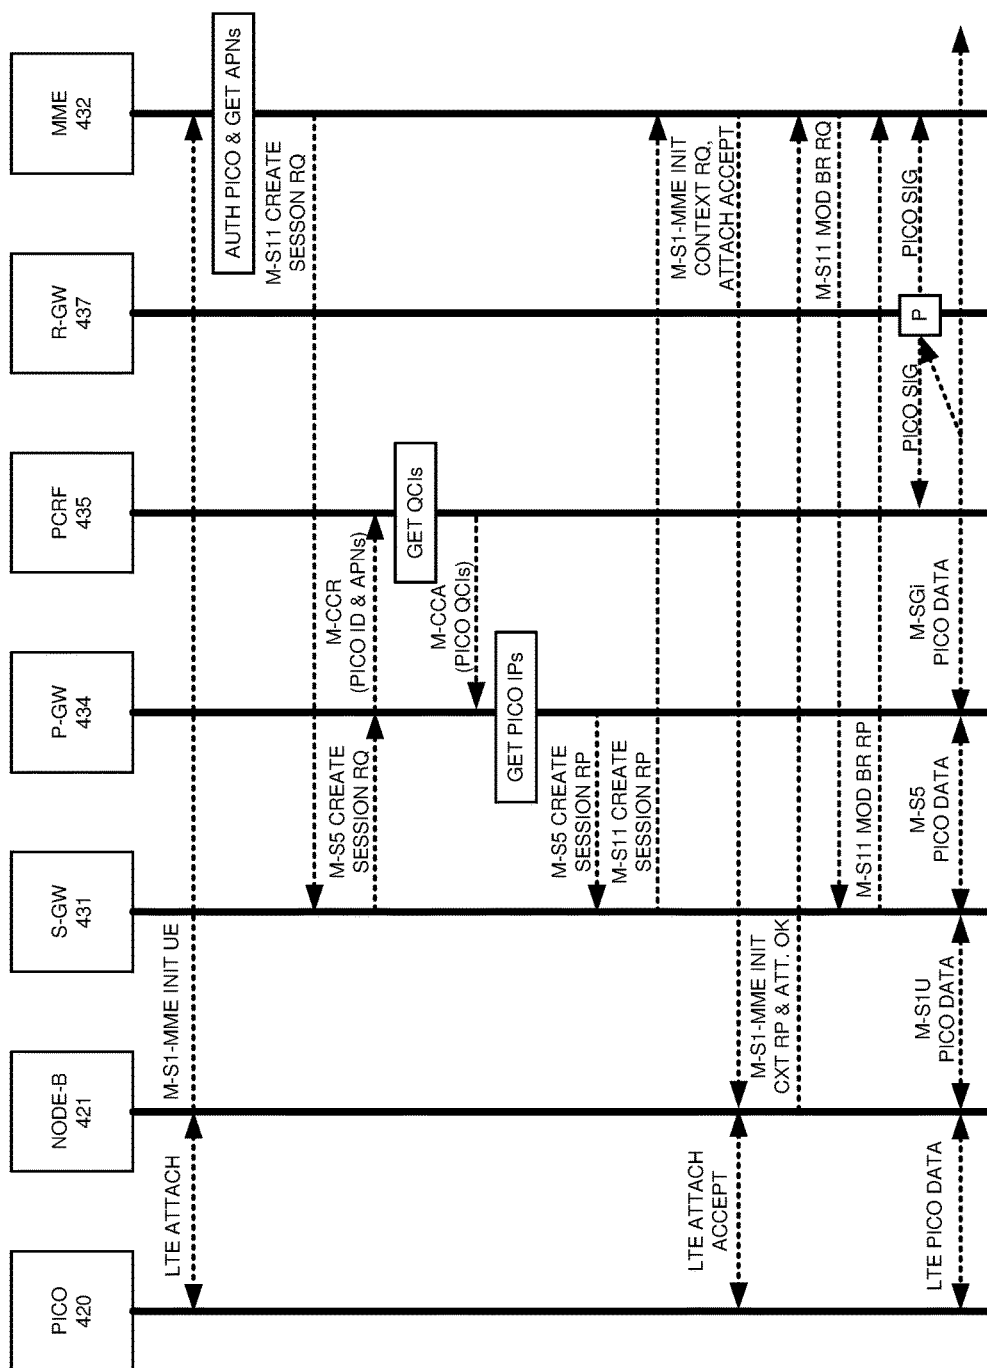 PICO
420
NODE-B
421
S-GW
431
P-GW
434
PCRF
435
R-GW
437
MME
432
LTE ATTACH
M-S1-MME INIT UE
AUTH PICO & GET APNs
M-S11 CREATE
SESSON RQ
M-S5 CREATE
SESSION RQ
M-CCR
(PICO ID & APNs)
GET QCIs
M-CCA
(PICO QCIs)
GET PICO IPs
M-S5 CREATE
SESSION RP
M-S11 CREATE
SESSION RP
M-S1-MME INIT
CONTEXT RQ,
ATTACH ACCEPT
LTE ATTACH
ACCEPT
M-S1-MME INIT
CXT RP & ATT. OK
M-S11 MOD BR RQ
M-S11 MOD BR RP
PICO SIG
P
PICO SIG
LTE PICO DATA
M-S1U
PICO DATA
M-S5
PICO DATA
M-SGi
PICO DATA